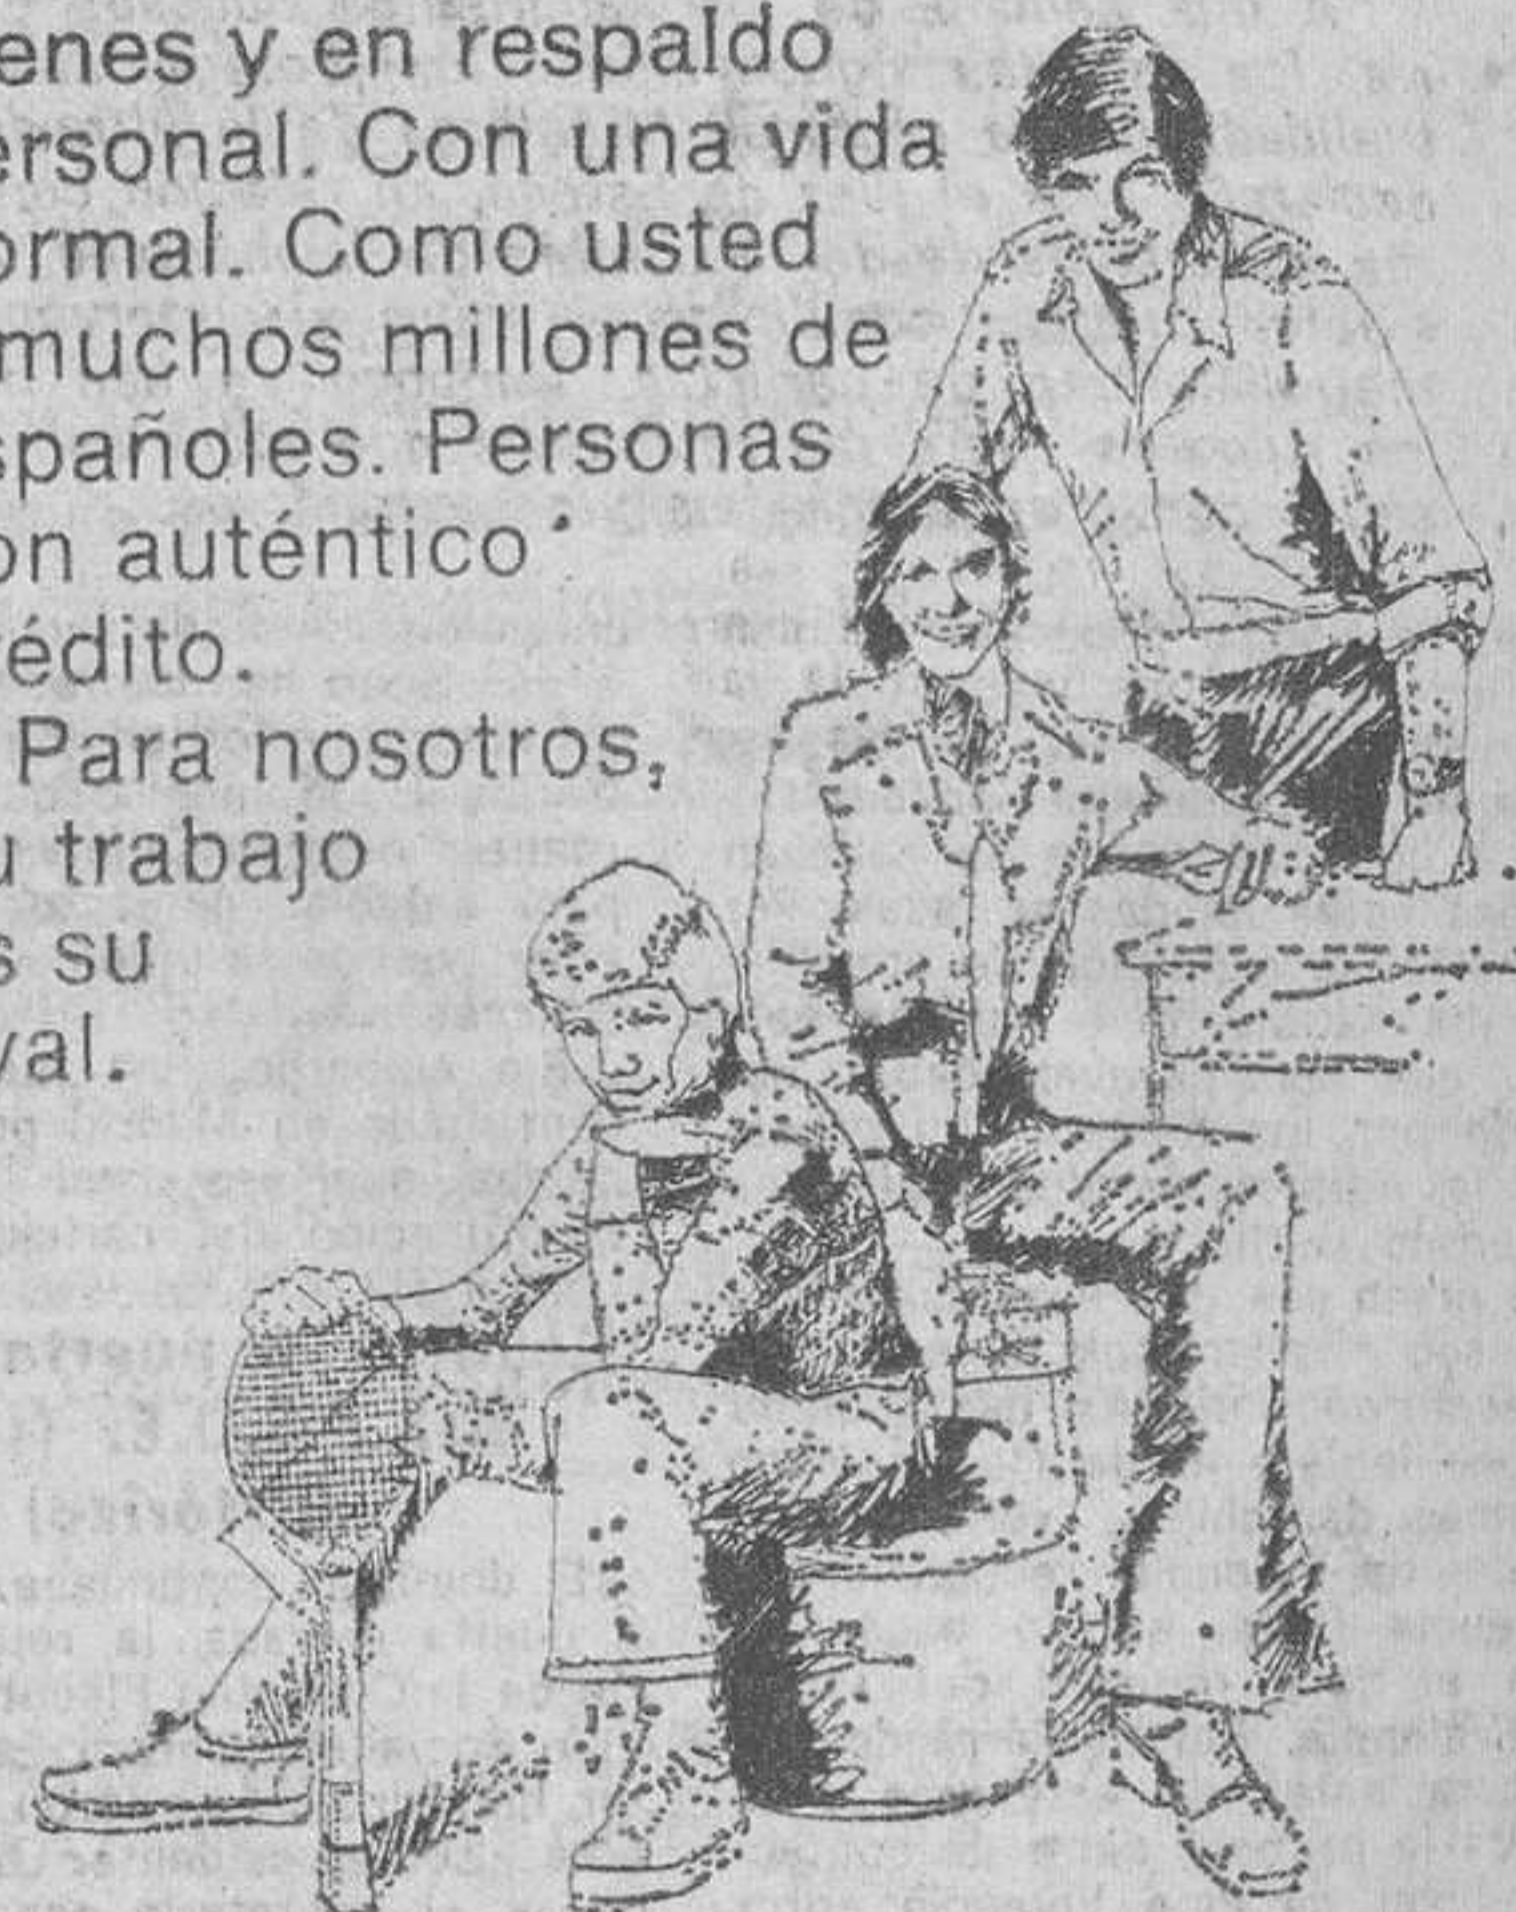 enes y en respaldo
ersonal. Con una vida
ormal. Como usted
muchos millones de
spañoles. Personas
on auténtico
rédito.
Para nosotros,
u trabajo
s su
val.